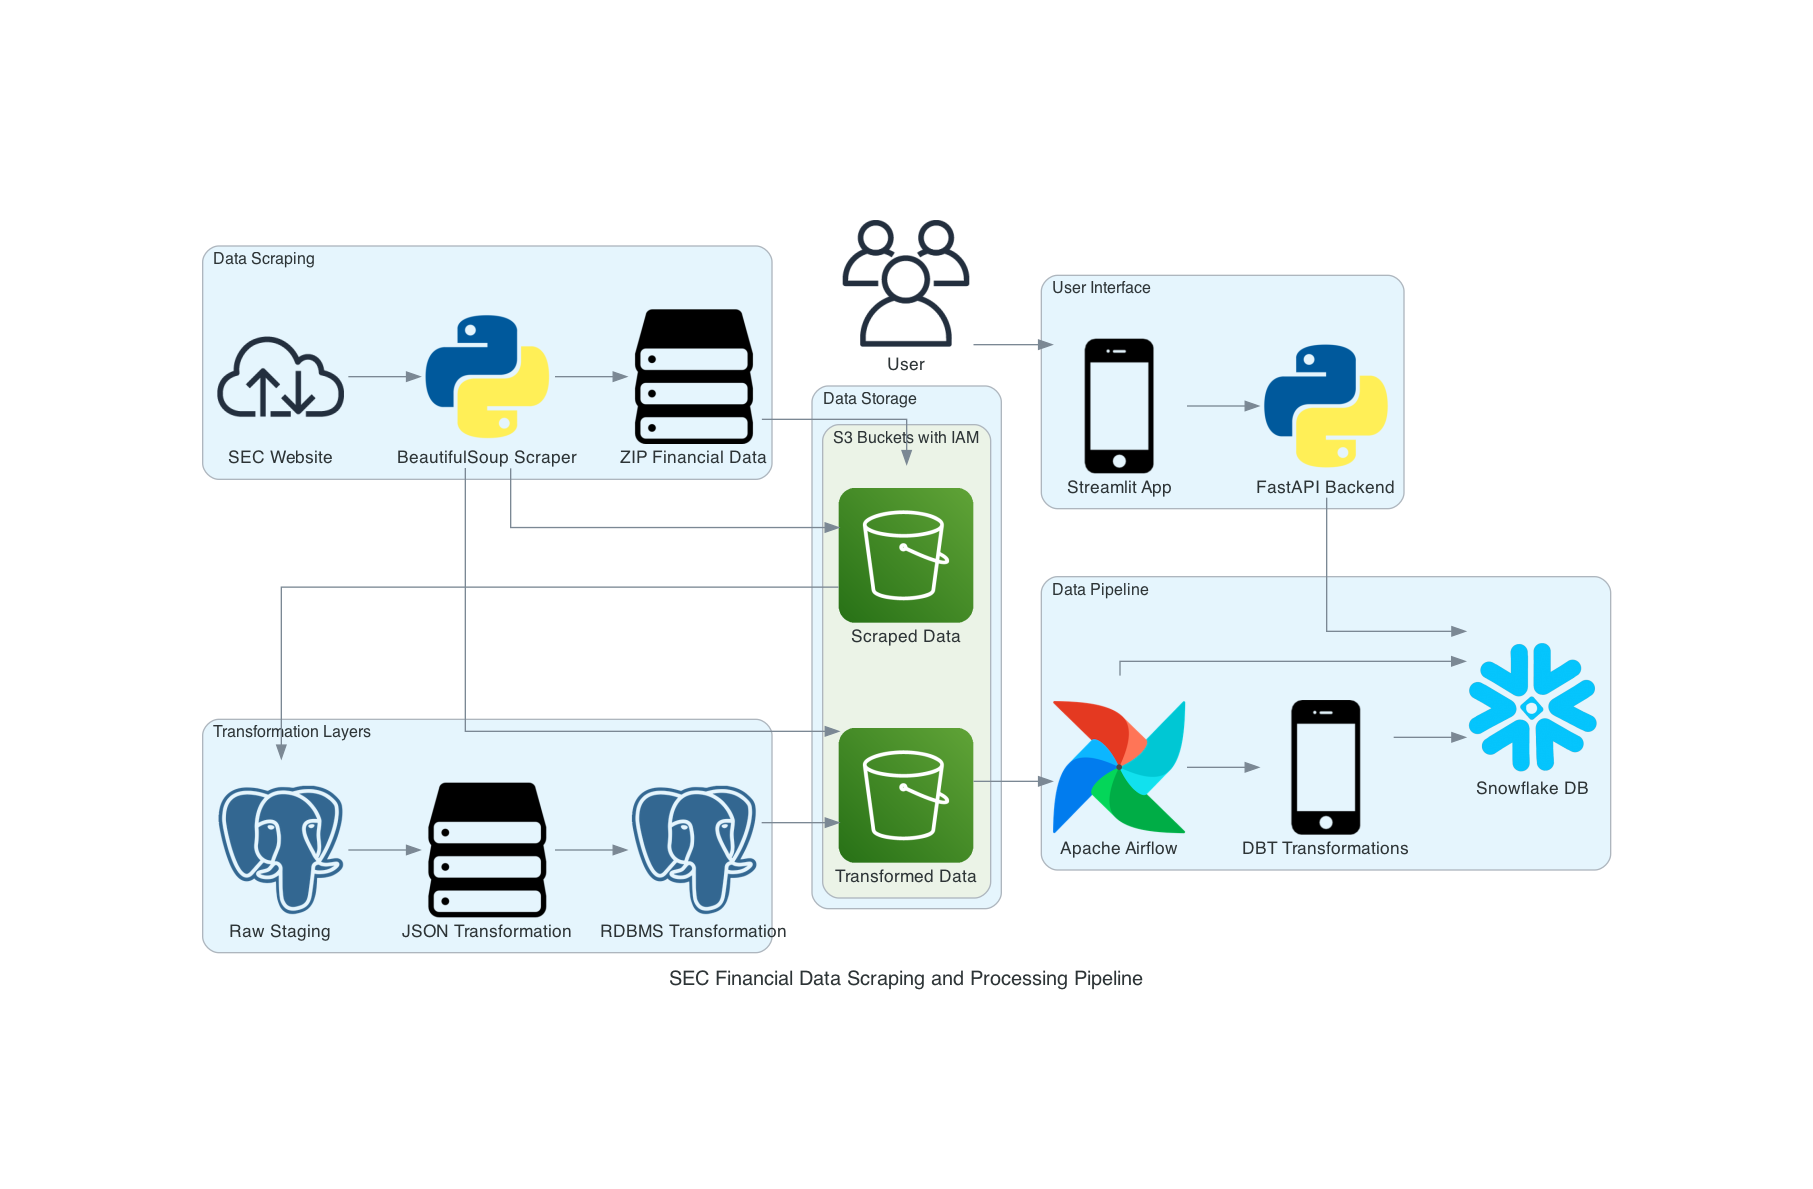 Data Scraping
SEC Website
BeautifulSoup Scraper
ZIP Financial Data
User
User Interface
Streamlit App
FastAPI Backend
Data Storage
S3 Buckets with IAM
Scraped Data
Transformed Data
Data Pipeline
Apache Airflow
DBT Transformations
Snowflake DB
Transformation Layers
Raw Staging
JSON Transformation
RDBMS Transformation
SEC Financial Data Scraping and Processing Pipeline